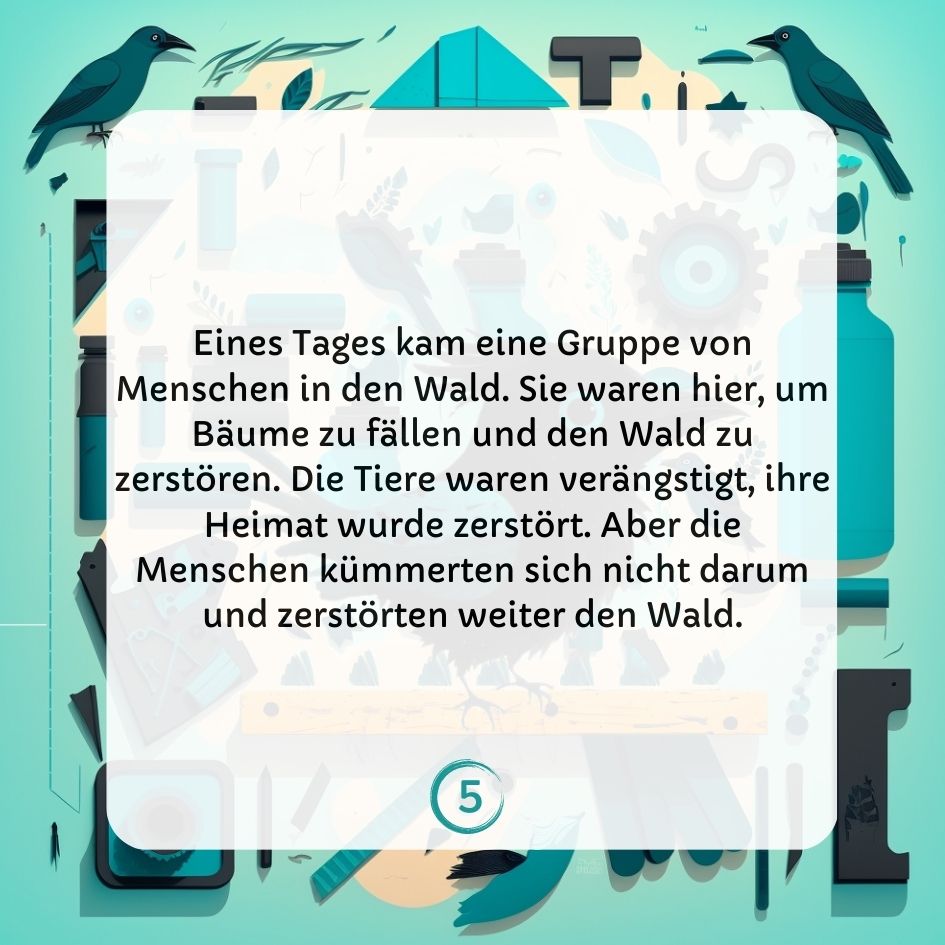 Eines Tages kam eine Gruppe von
Menschen in den Wald. Sie waren hier, um
Bäume zu fällen und den Wald zu
zerstören. Die Tiere waren verängstigt, ihre
Heimat wurde zerstört. Aber die
Menschen kümmerten sich nicht darum
und zerstörten weiter den Wald.
5